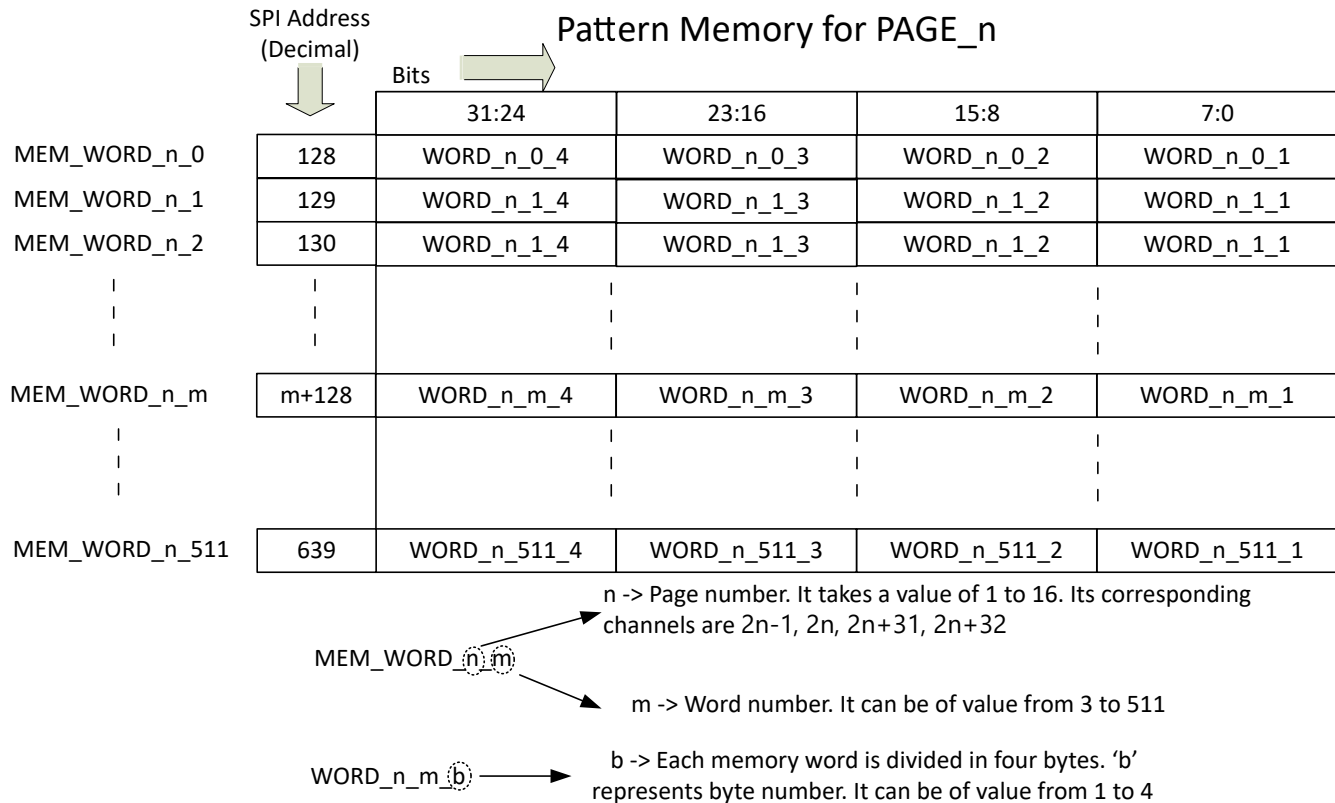 SPI Address
(Decimal)
Pattern Memory for PAGE_n
Bits
31:24 23:16 15:8 7:0
MEM_WORD_n_0 128 WORD_n_0_4 WORD_n_0_3 WORD_n_0_2 WORD_n_0_1
MEM_WORD_n_1 129 WORD_n_1_4 WORD_n_1_3 WORD_n_1_2 WORD_n_1_1
MEM_WORD_n_2 130 WORD_n_1_4 WORD_n_1_3 WORD_n_1_2 WORD_n_1_1
MEM_WORD_n_m m+128 WORD_n_m_4 WORD_n_m_3 WORD_n_m_2 WORD_n_m_1
MEM_WORD_n_511 639 WORD_n_511_4 WORD_n_511_3 WORD_n_511_2 WORD_n_511_1
n -> Page number. It takes a value of 1 to 16. Its corresponding
channels are 2n-1, 2n, 2n+31, 2n+32
MEM_WORD_n_m
m -> Word number. It can be of value from 3 to 511
b -> Each memory word is divided in four bytes. ‘b’
WORD_n_m_b
represents byte number. It can be of value from 1 to 4